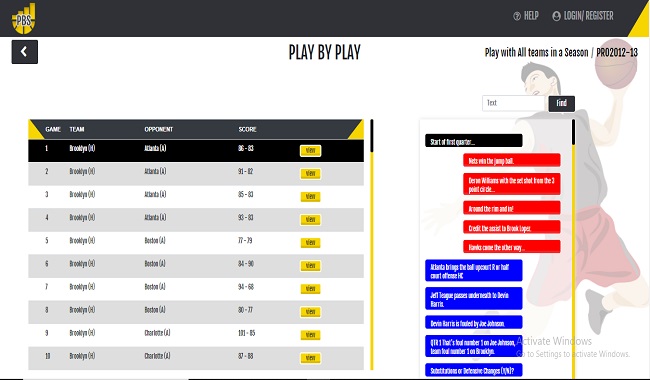 PBS
HELP
LOGIN/ REGISTER
PLAY BY PLAY
Play with All teams in a Season / PRO2012-13
Text
Find
GAME TEAM OPPONENT SCORE
1 Brooklyn (H) Atlanta (A) 86 - 83 view
2 Brooklyn (H) Atlanta (A) 91 - 82 view
3 Brooklyn (H) Atlanta (A) 85 - 83 view
4 Brooklyn (H) Atlanta (A) 93 - 83 view
5 Brooklyn (H) Boston (A) 77 - 79 view
6 Brooklyn (H) Boston (A) 84 - 90 view
7 Brooklyn (H) Boston (A) 94 - 68 view
8 Brooklyn (H) Boston (A) 80 - 77 view
9 Brooklyn (H) Charlotte (A) 101 - 85 view
10 Brooklyn (H) Charlotte (A) 87 - 88 view
Start of first quarter...
Nets win the jump ball.
Deron Williams with the set shot from the 3
point circle...
Around the rim and in!
Credit the assist to Brook Lopez.
Hawks come the other way...
Atlanta brings the ball upcourt R or half
court offense HC
Jeff Teague passes underneath to Devin
Harris.
Devin Harris is fouled by Joe Johnson.
QTR 1 That's foul number 1 on Joe Johnson,
team foul number 1 on Brooklyn.
Substitutions or Defensive Changes (Y/N)?
Activate Windows
Go to Settings to activate Windows.